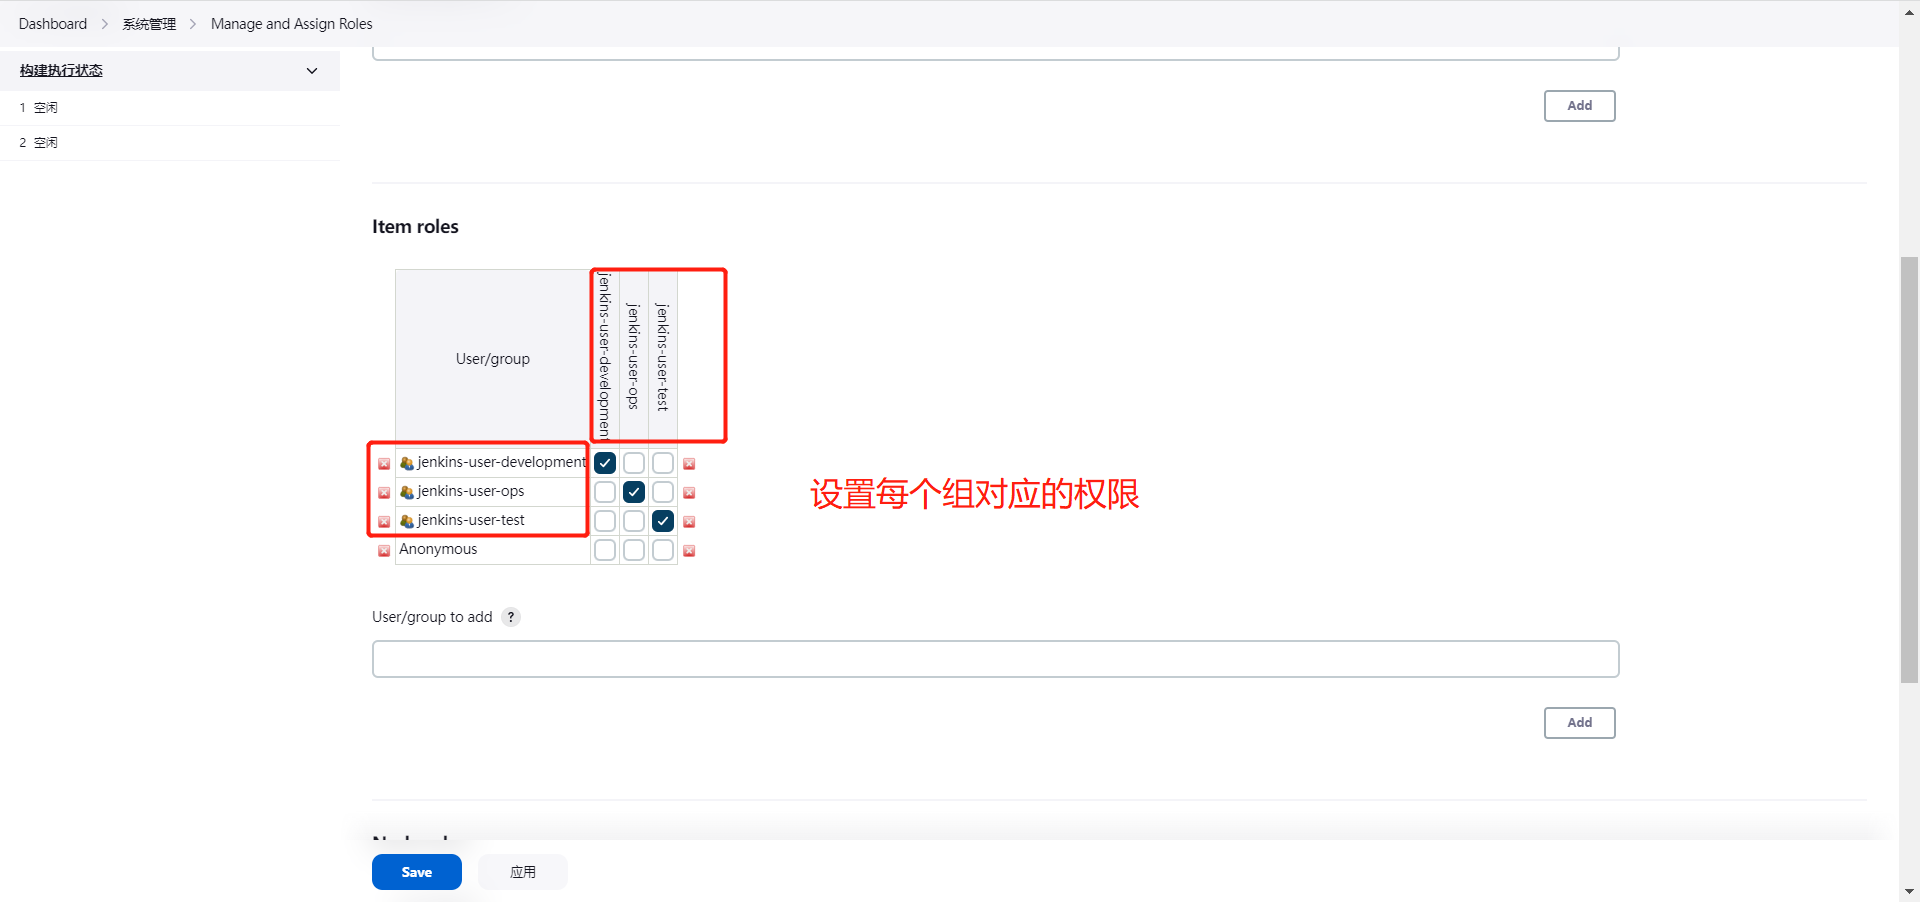 Dashboard > 系统管理 > Manage and Assign Roles
构建执行状态
1 空闲
2 空闲
Add
Item roles
User/group
jenkins-user-development
jenkins-user-ops
jenkins-user-test
jenkins-user-development
jenkins-user-ops
jenkins-user-test
Anonymous
设置每个组对应的权限
User/group to add ?
Add
Save
应用